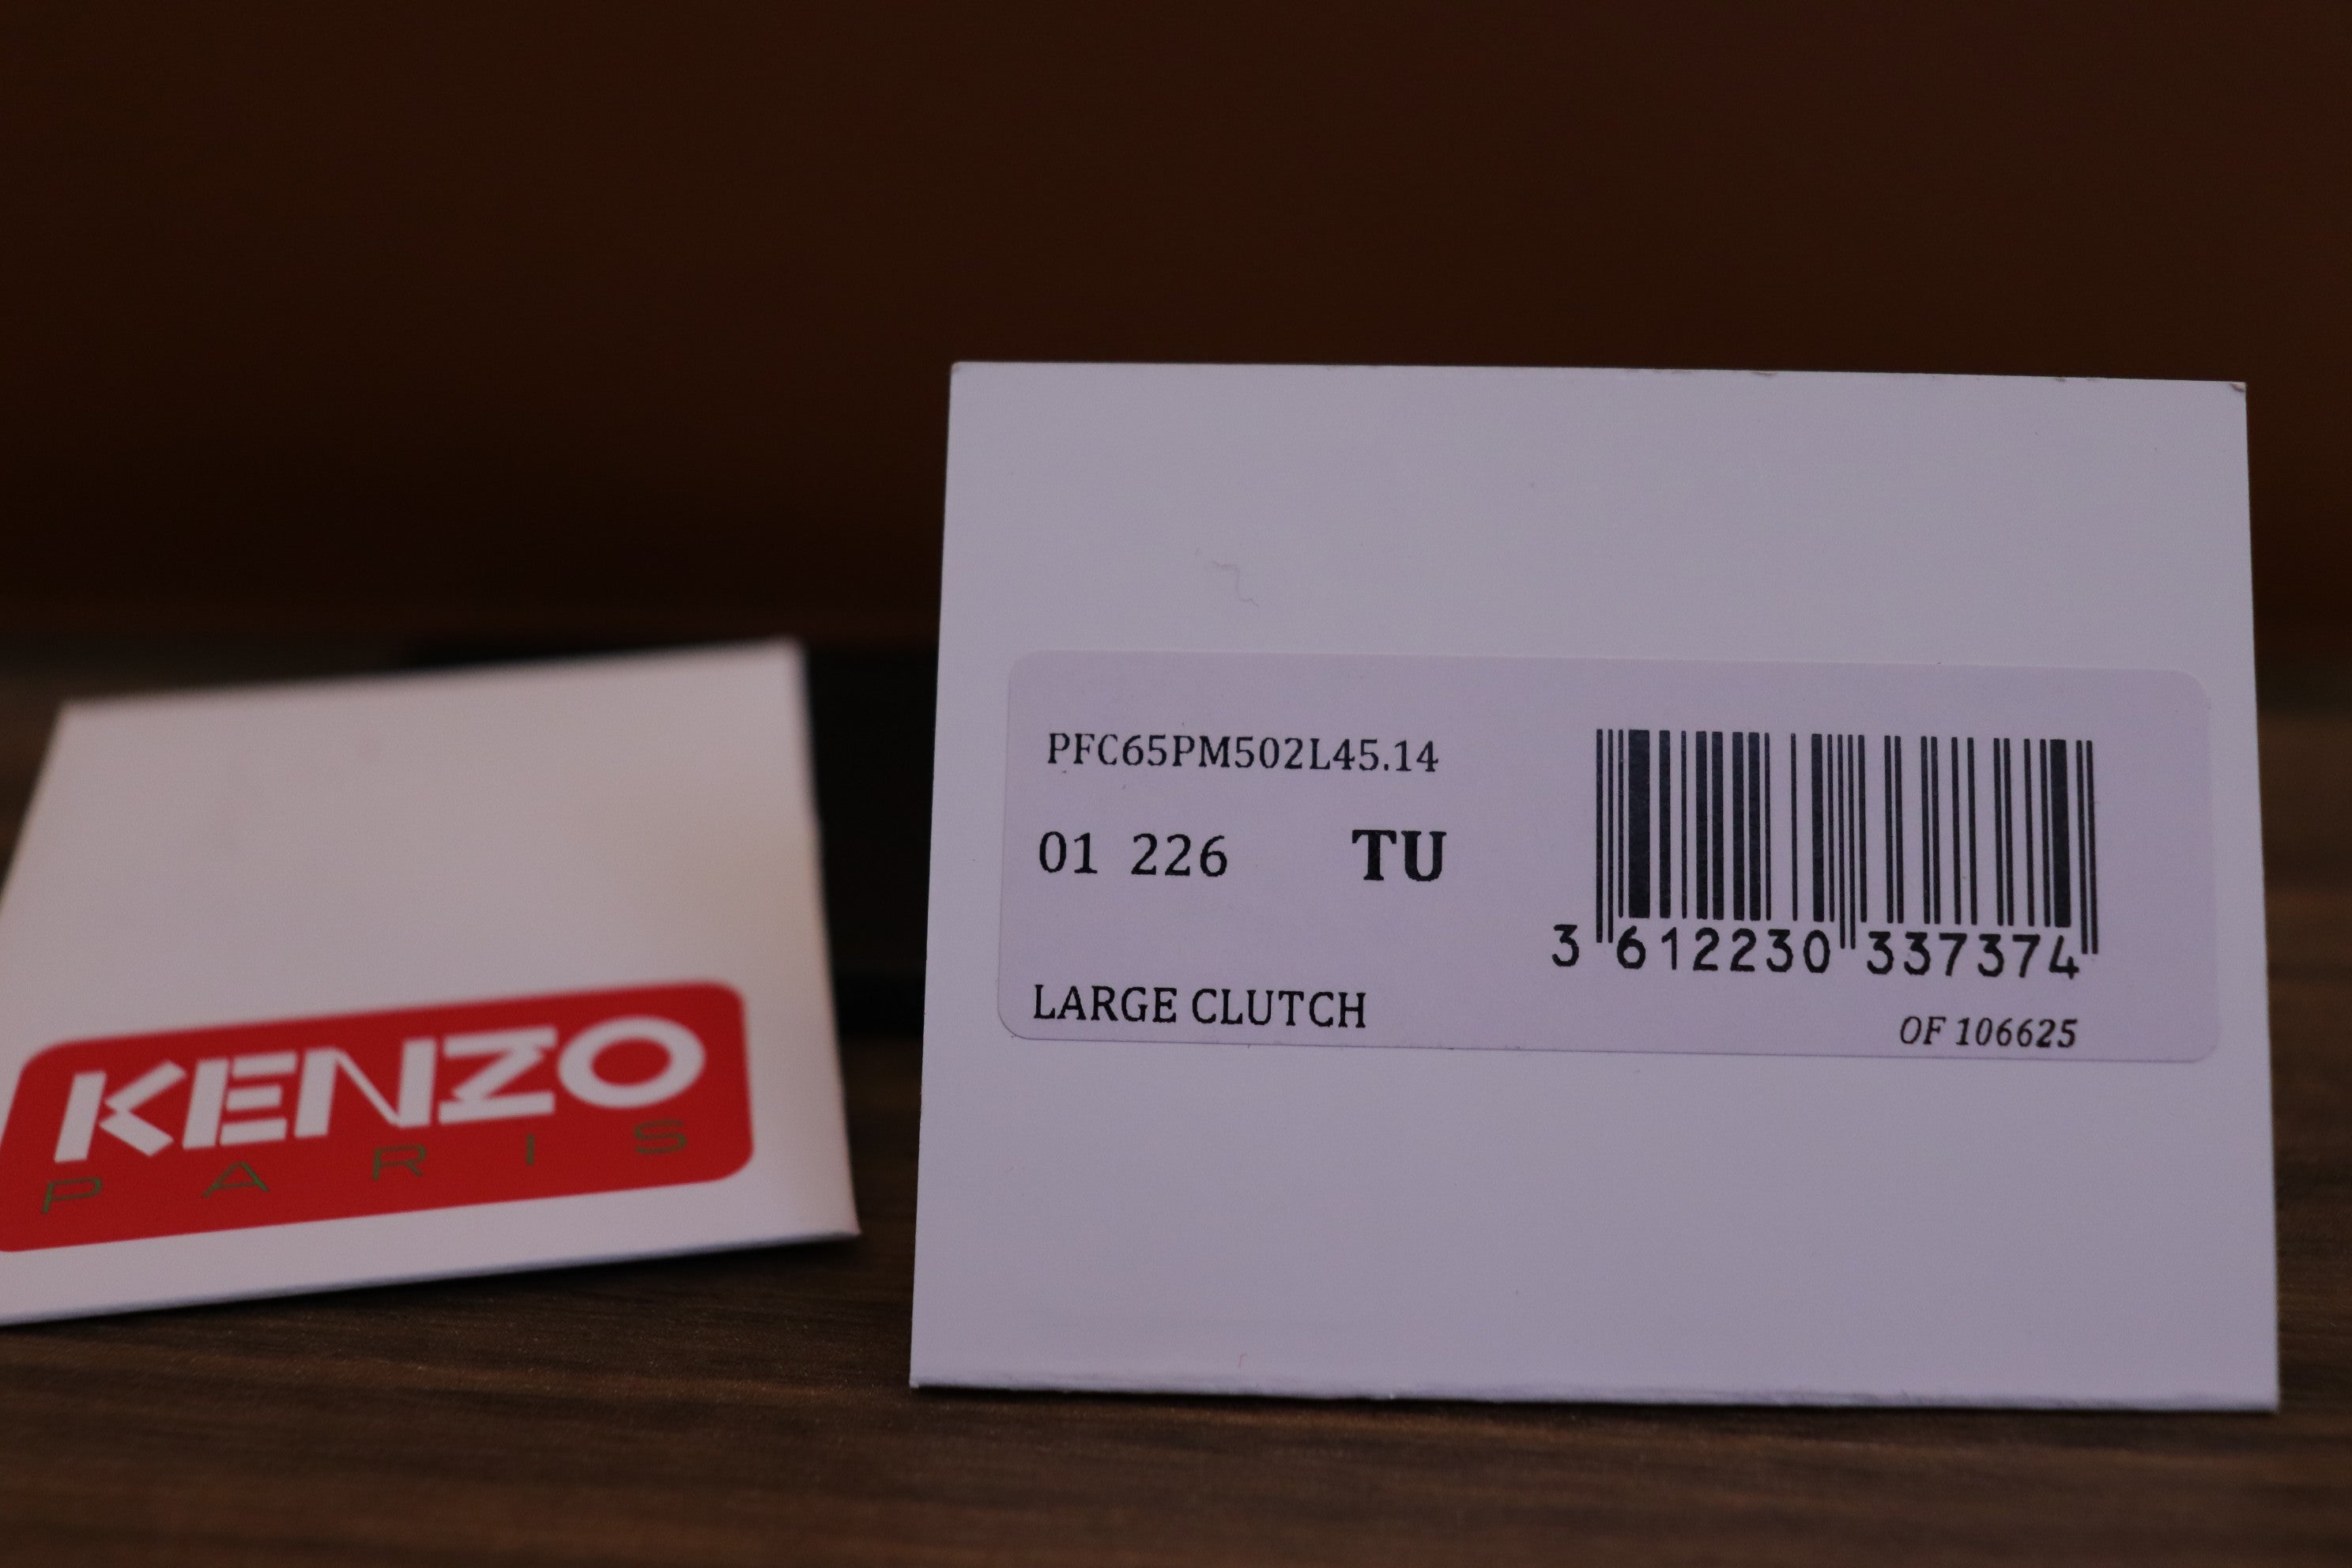 KENZO
PARIS
PFC65PM502L45.14
01 226 TU
3 612230 337374
LARGE CLUTCH
OF 106625